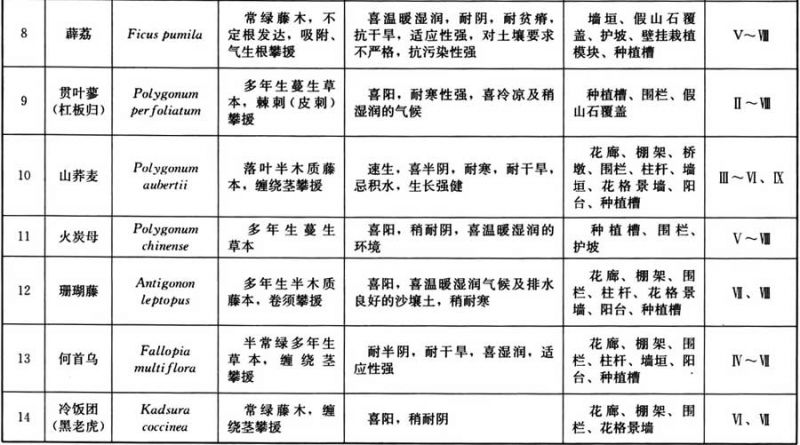 8
薜荔
Ficus pumila
常绿藤木，不
定根发达，吸附、
气生根攀援
喜温暖湿润，耐阴，耐贫瘠，
抗干旱，适应性强，对土壤要求
不严格，抗污染性强
墙垣、假山石覆
盖、护坡、壁挂栽植
模块、种植槽
Ⅴ～Ⅷ
9
贯叶蓼
（杠板归）
Polygonum
perfoliatum
多年生蔓生草
本，棘刺（皮刺）
攀援
喜阳，耐寒性强，喜冷凉及稍
湿润的气候
种植槽、围栏、假
山石覆盖
Ⅱ～Ⅷ
10
山荞麦
Polygonum
aubertii
落叶半木质藤
本，缠绕茎攀援
速生，喜半阴，耐寒，耐干旱，
忌积水，生长强健
花廊、棚架、桥
墩、围栏、柱杆、墙
垣、花格景墙、阳
台、种植槽
Ⅲ～Ⅵ、Ⅸ
11
火炭母
Polygonum
chinense
多年生蔓生
草本
喜阳，稍耐阴，喜温暖湿润的
环境
种植槽、围栏、
护坡
Ⅴ～Ⅷ
12
珊瑚藤
Antigonon
leptopus
多年生半木质
藤本，卷须攀援
喜阳，喜温暖湿润气候及排水
良好的沙壤土，稍耐寒
花廊、棚架、围
栏、柱杆、花格景
墙、阳台、种植槽
Ⅶ、Ⅷ
13
何首乌
Fallopia
multiflora
半常绿多年生
草本，缠绕茎
攀援
耐半阴，耐干旱，喜湿润，适
应性强
花廊、棚架、围
栏、柱杆、墙垣、阳
台、种植槽
Ⅳ～Ⅶ
14
冷饭团
（黑老虎）
Kadsura
coccinea
常绿藤木，缠
绕茎攀援
喜阳，稍耐阴
花廊、棚架、围
栏、花格景墙
Ⅵ、Ⅶ